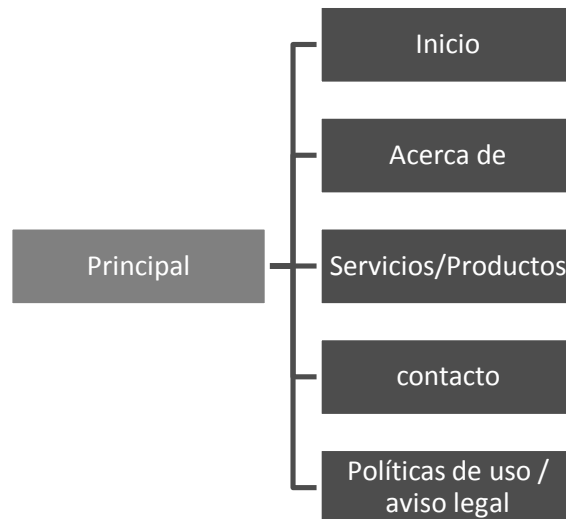 Inicio
Acerca de
Principal
Servicios/Productos
contacto
Políticas de uso /
aviso legal